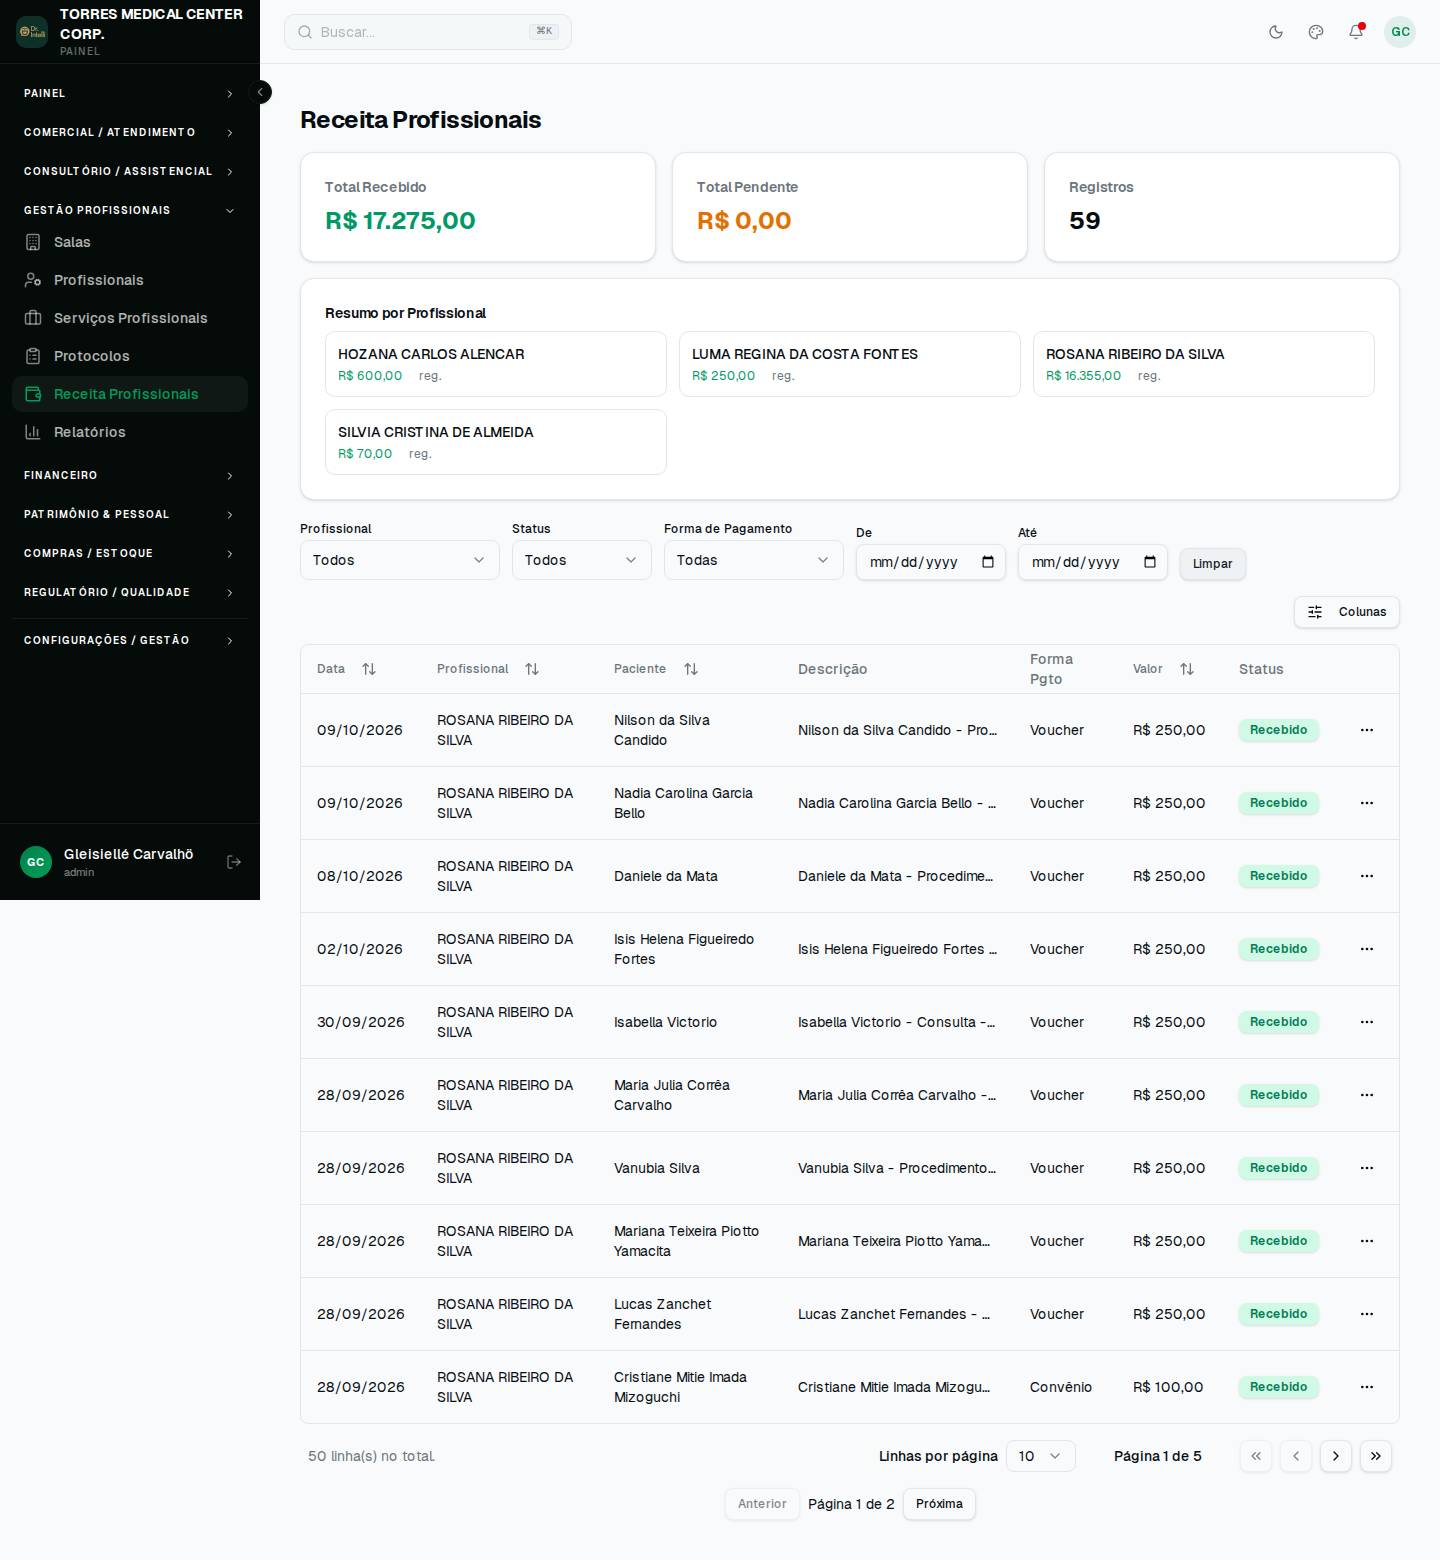 TORRES MEDICAL CENTER
CORP.
PAINEL
Buscar...
⌘K
GC
PAINEL
COMERCIAL / ATENDIMENTO
CONSULTÓRIO / ASSISTENCIAL
GESTÃO PROFISSIONAIS
Salas
Profissionais
Serviços Profissionais
Protocolos
Receita Profissionais
Relatórios
FINANCEIRO
PATRIMÔNIO & PESSOAL
COMPRAS / ESTOQUE
REGULATÓRIO / QUALIDADE
CONFIGURAÇÕES / GESTÃO
GC
Gleisiellé Carvalhö
admin
Receita Profissionais
Total Recebido
R$ 17.275,00
Total Pendente
R$ 0,00
Registros
59
Resumo por Profissional
HOZANA CARLOS ALENCAR
R$ 600,00 reg.
LUMA REGINA DA COSTA FONTES
R$ 250,00 reg.
ROSANA RIBEIRO DA SILVA
R$ 16.355,00 reg.
SILVIA CRISTINA DE ALMEIDA
R$ 70,00 reg.
Profissional
Todos
Status
Todos
Forma de Pagamento
Todas
De
mm/dd/yyyy
Até
mm/dd/yyyy
Limpar
Colunas
Data Profissional Paciente Descrição Forma Pgto Valor Status
09/10/2026 ROSANA RIBEIRO DA SILVA Nilson da Silva Candido Nilson da Silva Candido - Pro... Voucher R$ 250,00 Recebido
09/10/2026 ROSANA RIBEIRO DA SILVA Nadia Carolina Garcia Bello Nadia Carolina Garcia Bello - ... Voucher R$ 250,00 Recebido
08/10/2026 ROSANA RIBEIRO DA SILVA Daniele da Mata Daniele da Mata - Procedime... Voucher R$ 250,00 Recebido
02/10/2026 ROSANA RIBEIRO DA SILVA Isis Helena Figueiredo Fortes Isis Helena Figueiredo Fortes ... Voucher R$ 250,00 Recebido
30/09/2026 ROSANA RIBEIRO DA SILVA Isabella Victorio Isabella Victorio - Consulta -... Voucher R$ 250,00 Recebido
28/09/2026 ROSANA RIBEIRO DA SILVA Maria Julia Corrêa Carvalho Maria Julia Corrêa Carvalho -... Voucher R$ 250,00 Recebido
28/09/2026 ROSANA RIBEIRO DA SILVA Vanubia Silva Vanubia Silva - Procedimento... Voucher R$ 250,00 Recebido
28/09/2026 ROSANA RIBEIRO DA SILVA Mariana Teixeira Piotto Yamacita Mariana Teixeira Piotto Yama... Voucher R$ 250,00 Recebido
28/09/2026 ROSANA RIBEIRO DA SILVA Lucas Zanchet Fernandes Lucas Zanchet Fernandes - ... Voucher R$ 250,00 Recebido
28/09/2026 ROSANA RIBEIRO DA SILVA Cristiane Mitie Imada Mizoguchi Cristiane Mitie Imada Mizogu... Convênio R$ 100,00 Recebido
50 linha(s) no total.
Linhas por página 10
Página 1 de 5
Anterior Página 1 de 2 Próxima